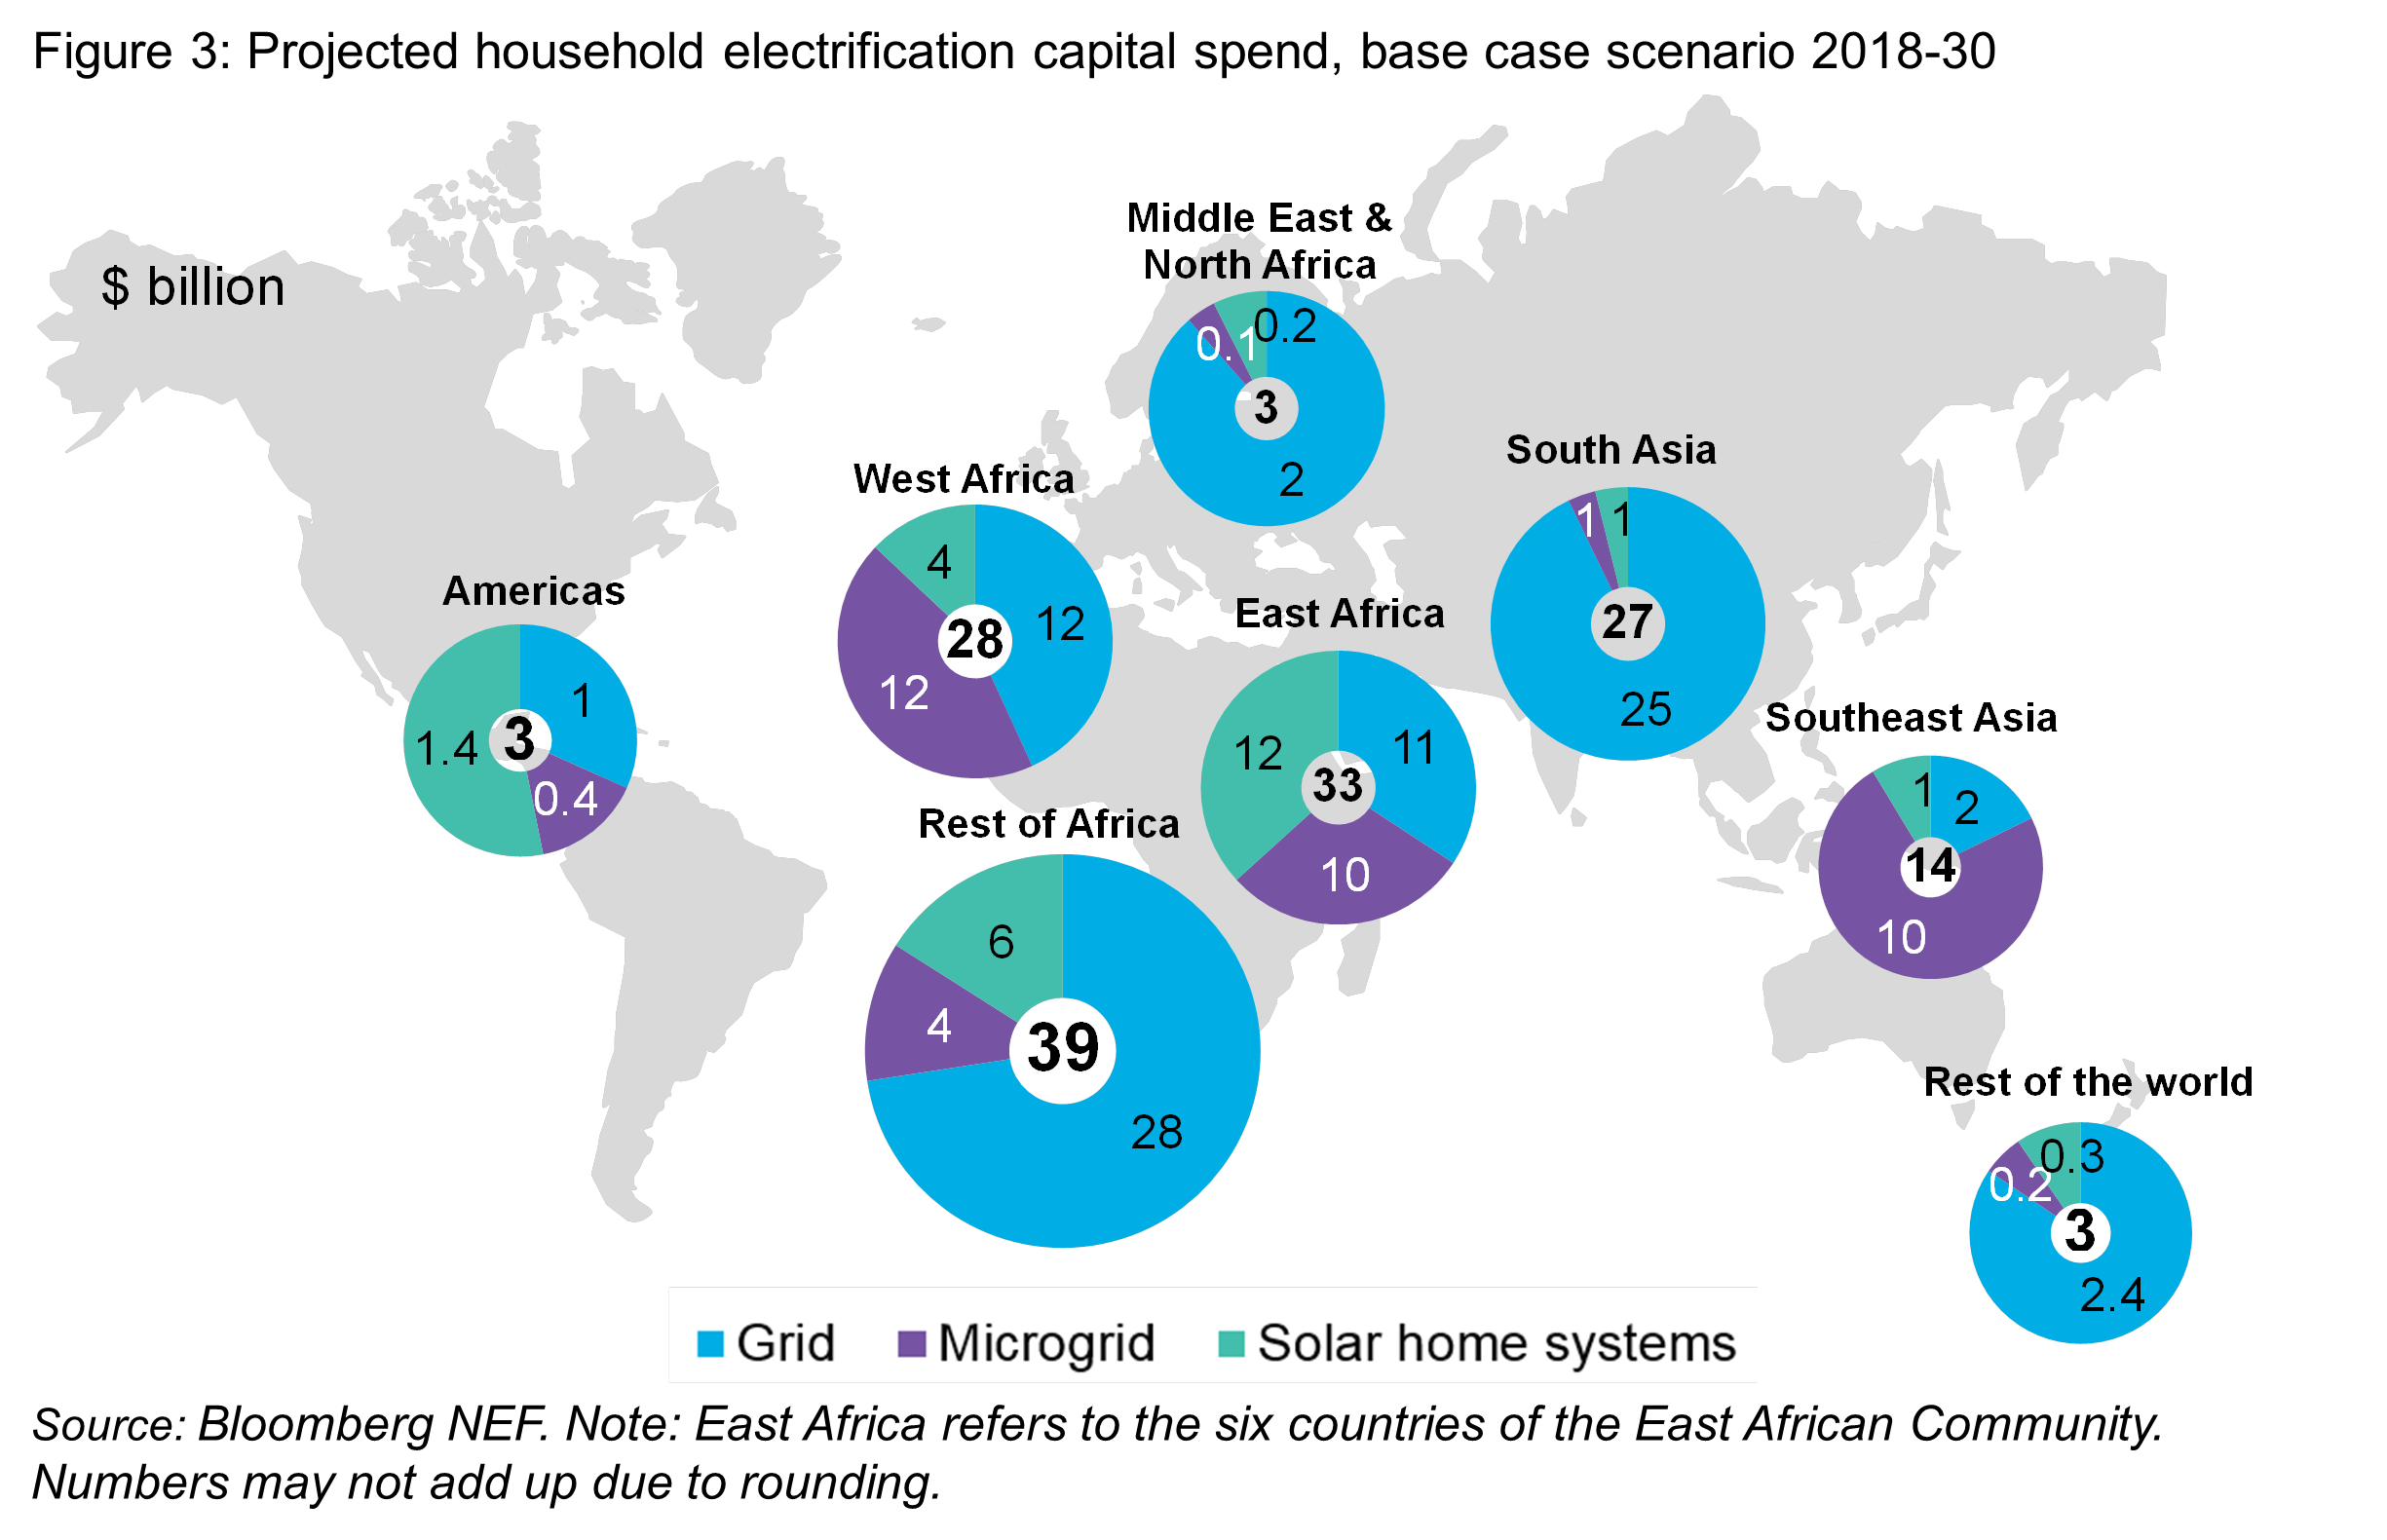 Figure 3: Projected household electrification capital spend, base case scenario 2018-30
$ billion
Middle East &
North Africa
0.2
0.1
3
2
South Asia
1
1
27
25
West Africa
4
12
28
12
Americas
1
1.4
3
0.4
East Africa
12
11
33
10
Southeast Asia
1
2
14
10
Rest of Africa
6
4
39
28
Rest of the world
0.3
0.2
3
2.4
Grid
Microgrid
Solar home systems
Source: Bloomberg NEF. Note: East Africa refers to the six countries of the East African Community.
Numbers may not add up due to rounding.